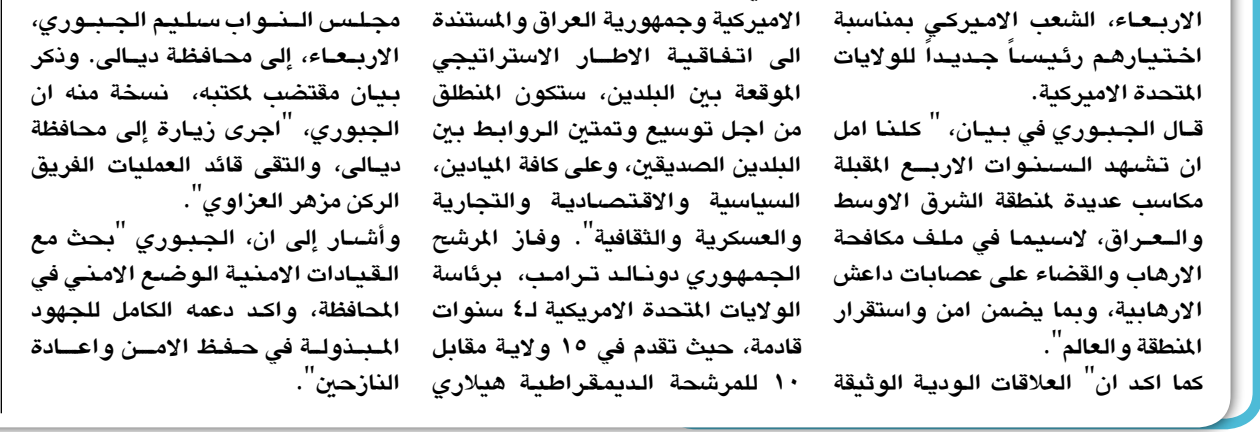 الاربعاء، الشعب الاميركي بمناسبة
اختيارهم رئيساً جديداً للولايات
المتحدة الاميركية.
قال الجبوري في بيان، " كلنا امل
ان تشهد السنوات الاربع المقبلة
مكاسب عديدة لمنطقة الشرق الاوسط
والعراق، لاسيما في ملف مكافحة
الارهاب والقضاء على عصابات داعش
الارهابية، وبما يضمن امن واستقرار
المنطقة والعالم".
كما اكد ان" العلاقات الودية الوثيقة
الاميركية وجمهورية العراق والمستندة
الى اتفاقية الاطار الاستراتيجي
الموقعة بين البلدين، ستكون المنطلق
من اجل توسيع وتمتين الروابط بين
البلدين الصديقين، وعلى كافة الميادين،
السياسية والاقتصادية والتجارية
والعسكرية والثقافية". وفاز المرشح
الجمهوري دونالد ترامب، برئاسة
الولايات المتحدة الامريكية لـ٤ سنوات
قادمة، حيث تقدم في ١٥ ولاية مقابل
١٠ للمرشحة الديمقراطية هيلاري
مجلس النواب سليم الجبوري،
الاربعاء، إلى محافظة ديالى. وذكر
بيان مقتضب لمكتبه، نسخة منه ان
الجبوري، "اجرى زيارة إلى محافظة
ديالى، والتقى قائد العمليات الفريق
الركن مزهر العزاوي".
وأشار إلى ان، الجبوري "بحث مع
القيادات الامنية الوضع الامني في
المحافظة، واكد دعمه الكامل للجهود
المبذولة في حفظ الامن واعادة
النازحين".